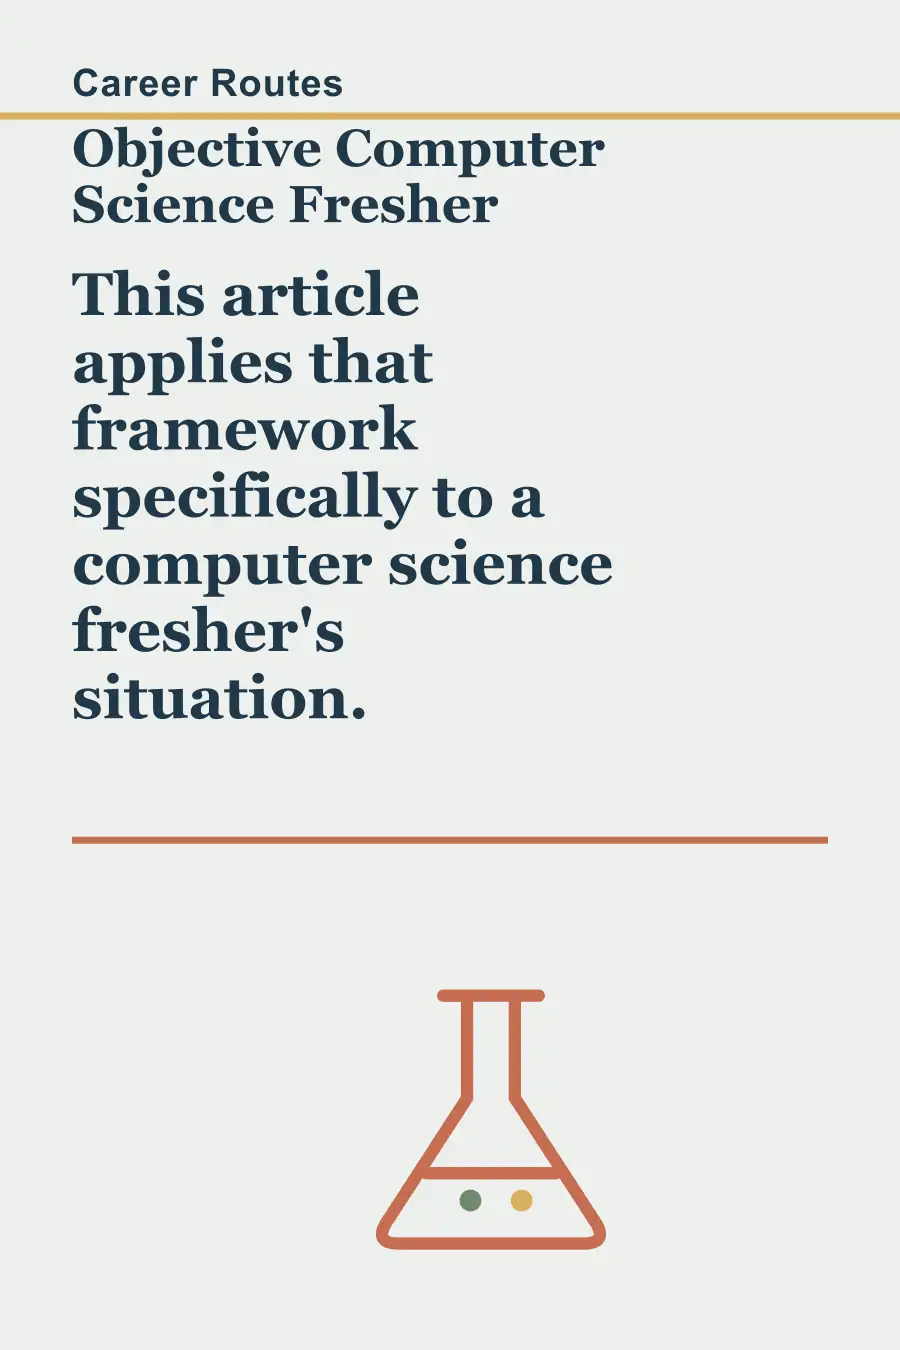 Career Routes
Objective Computer
Science Fresher
This article
applies that
framework
specifically to a
computer science
fresher's
situation.